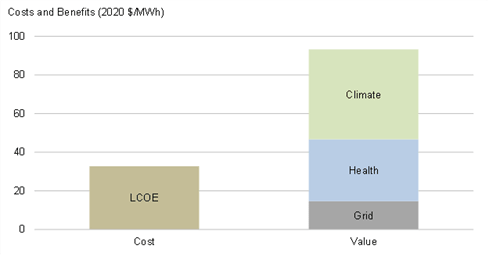 Costs and Benefits (2020 $/MWh)
100
80
60
40
20
0
Climate
Health
LCOE
Grid
Cost
Value